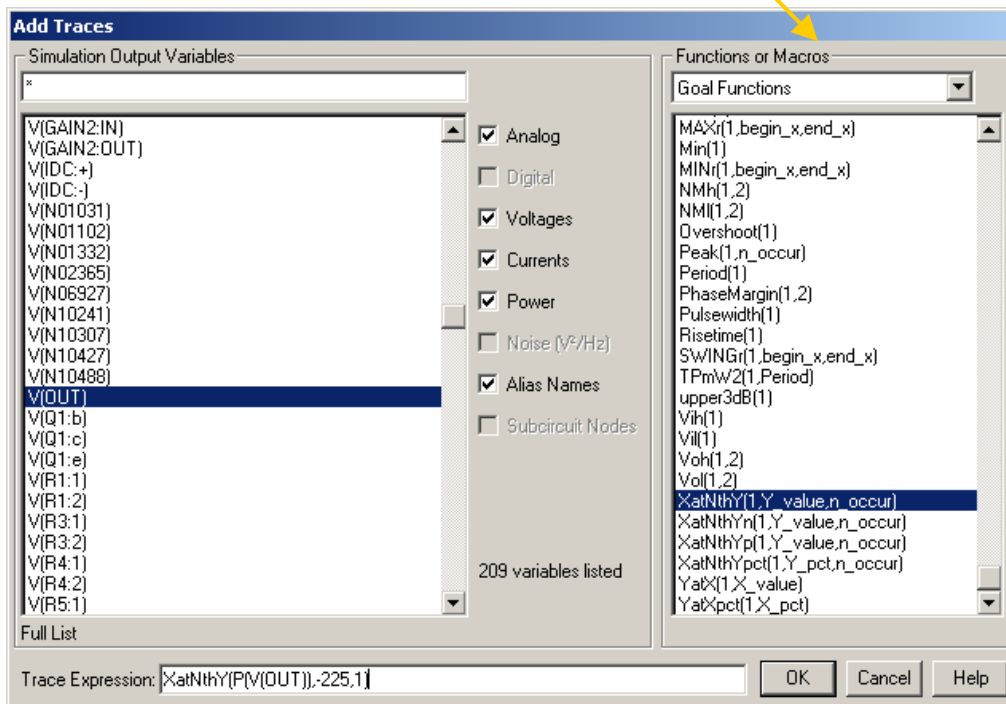 Add Traces
Simulation Output Variables
*
V(GAIN2:IN)
V(GAIN2:OUT)
V(IDC:+)
V(IDC:-)
V(N01031)
V(N01102)
V(N01332)
V(N02365)
V(N06927)
V(N10241)
V(N10307)
V(N10427)
V(N10488)
V(OUT)
V(Q1:b)
V(Q1:c)
V(Q1:e)
V(R1:1)
V(R1:2)
V(R3:1)
V(R3:2)
V(R4:1)
V(R4:2)
V(R5:1)
Full List
Analog
Digital
Voltages
Currents
Power
Noise (V²/Hz)
Alias Names
Subcircuit Nodes
209 variables listed
Functions or Macros
Goal Functions
MAXr(1,begin_x,end_x)
Min(1)
MINr(1,begin_x,end_x)
NMh(1,2)
NMl(1,2)
Overshoot(1)
Peak(1,n_occur)
Period(1)
PhaseMargin(1,2)
Pulsewidth(1)
Risetime(1)
SWINGr(1,begin_x,end_x)
TPmW2(1,Period)
upper3dB(1)
Vih(1)
Vil(1)
Voh(1,2)
Vol(1,2)
XatNthY(1,Y_value,n_occur)
XatNthYn(1,Y_value,n_occur)
XatNthYp(1,Y_value,n_occur)
XatNthYpct(1,Y_pct,n_occur)
YatX(1,X_value)
YatXpct(1,X_pct)
Trace Expression: XatNthY(P(V(OUT)),-225,1)
OK
Cancel
Help